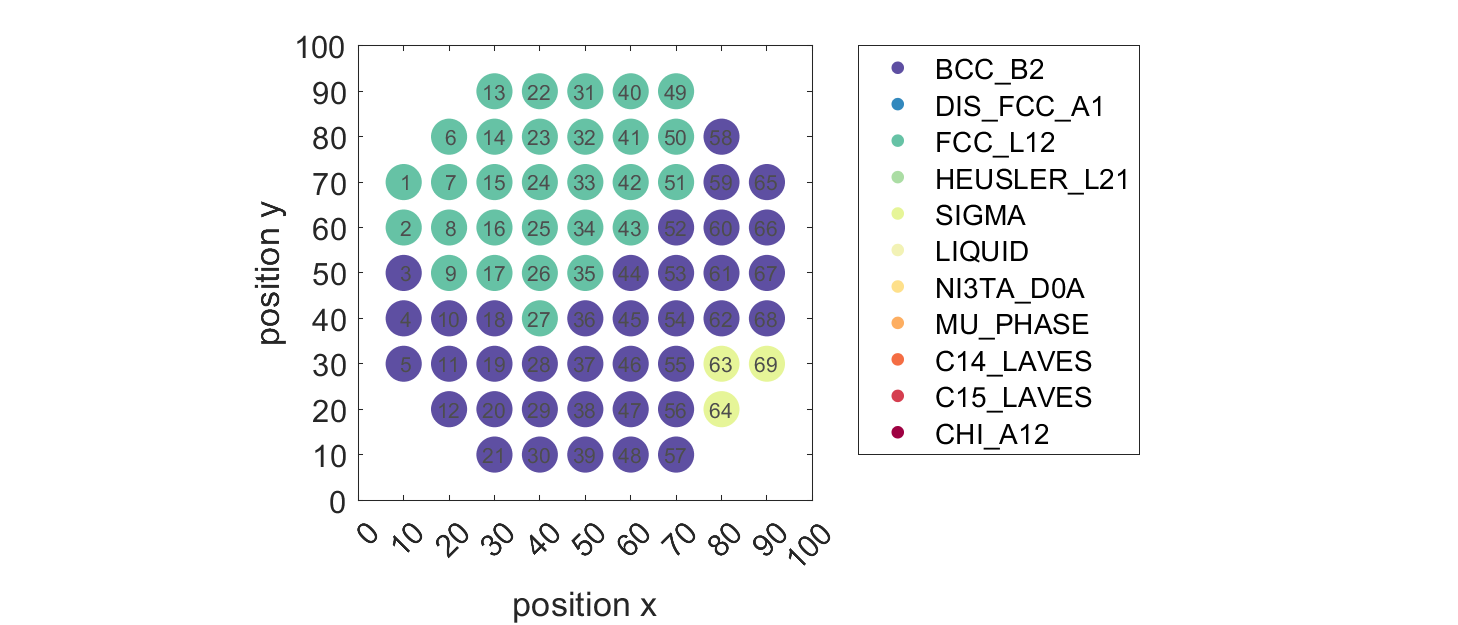 100
90
80
70
60
50
40
30
20
10
0
position y
13 22 31 40 49
6 14 23 32 41 50 58
1 7 15 24 33 42 51 59 65
2 8 16 25 34 43 52 60 66
3 9 17 26 35 44 53 61 67
4 10 18 27 36 45 54 62 68
5 11 19 28 37 46 55 63 69
12 20 29 38 47 56 64
21 30 39 48 57
0 10 20 30 40 50 60 70 80 90 100
position x
BCC_B2
DIS_FCC_A1
FCC_L12
HEUSLER_L21
SIGMA
LIQUID
NI3TA_D0A
MU_PHASE
C14_LAVES
C15_LAVES
CHI_A12